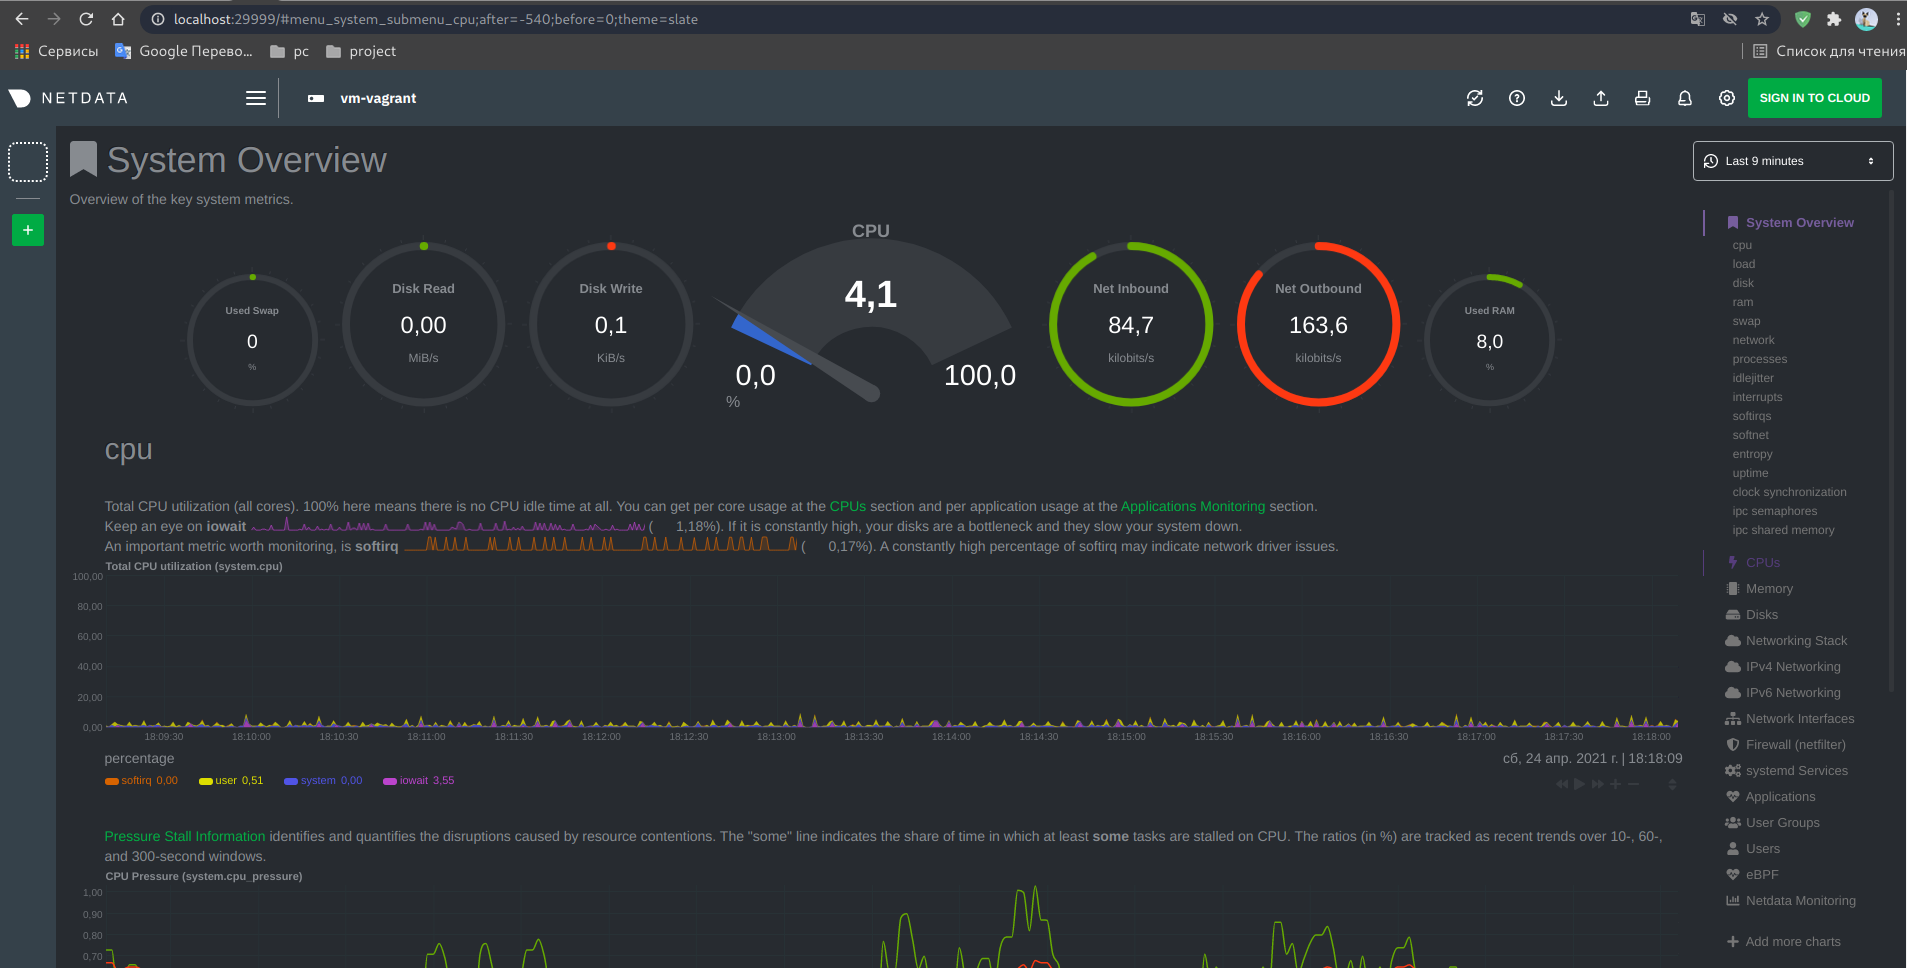 localhost:29999/#menu_system_submenu_cpu;after=-540;before=0;theme=slate
Сервисы
Google Перево...
pc
project
Список для чтения
NETDATA
vm-vagrant
SIGN IN TO CLOUD
System Overview
Overview of the key system metrics.
Last 9 minutes
+
Used Swap
0
%
Disk Read
0,00
MiB/s
Disk Write
0,1
KiB/s
CPU
4,1
0,0
100,0
%
Net Inbound
84,7
kilobits/s
Net Outbound
163,6
kilobits/s
Used RAM
8,0
%
cpu
Total CPU utilization (all cores). 100% here means there is no CPU idle time at all. You can get per core usage at the CPUs section and per application usage at the Applications Monitoring section.
Keep an eye on iowait ( 1,18%). If it is constantly high, your disks are a bottleneck and they slow your system down.
An important metric worth monitoring, is softirq ( 0,17%). A constantly high percentage of softirq may indicate network driver issues.
Total CPU utilization (system.cpu)
100,00
80,00
60,00
40,00
20,00
0,00
18:09:30 18:10:00 18:10:30 18:11:00 18:11:30 18:12:00 18:12:30 18:13:00 18:13:30 18:14:00 18:14:30 18:15:00 18:15:30 18:16:00 18:16:30 18:17:00 18:17:30 18:18:00
percentage
сб, 24 апр. 2021 г. | 18:18:09
softirq 0,00 user 0,51 system 0,00 iowait 3,55
Pressure Stall Information identifies and quantifies the disruptions caused by resource contentions. The "some" line indicates the share of time in which at least some tasks are stalled on CPU. The ratios (in %) are tracked as recent trends over 10-, 60-,
and 300-second windows.
CPU Pressure (system.cpu_pressure)
1,00
0,90
0,80
0,70
System Overview
cpu
load
disk
ram
swap
network
processes
idlejitter
interrupts
softirqs
softnet
entropy
uptime
clock synchronization
ipc semaphores
ipc shared memory
CPUs
Memory
Disks
Networking Stack
IPv4 Networking
IPv6 Networking
Network Interfaces
Firewall (netfilter)
systemd Services
Applications
User Groups
Users
eBPF
Netdata Monitoring
Add more charts